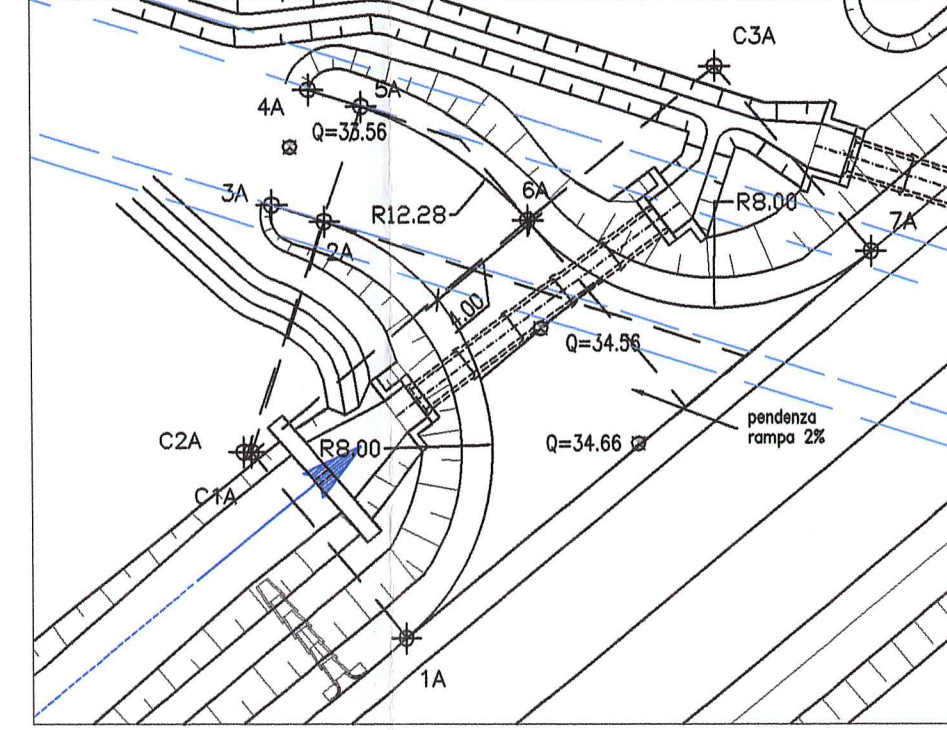 C3A
5A
4A
Q=33.56
3A
6A
R12.28
R8.00
7A
2A
4.00
Q=34.56
pendenza
rampa 2%
C2A
R8.00
Q=34.66
C1A
1A